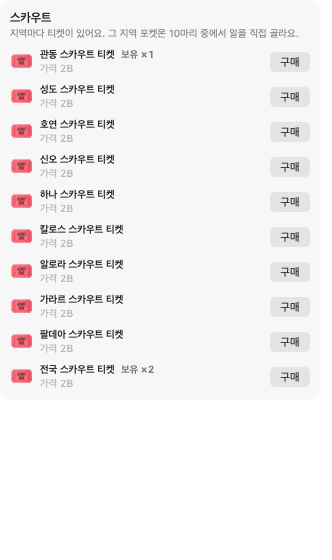 스카우트
지역마다 티켓이 있어요. 그 지역 포켓몬 10마리 중에서 알을 직접 골라요.
관동 스카우트 티켓 보유 ×1
가격 2B
구매
성도 스카우트 티켓
가격 2B
구매
호연 스카우트 티켓
가격 2B
구매
신오 스카우트 티켓
가격 2B
구매
하나 스카우트 티켓
가격 2B
구매
칼로스 스카우트 티켓
가격 2B
구매
알로라 스카우트 티켓
가격 2B
구매
가라르 스카우트 티켓
가격 2B
구매
팔데아 스카우트 티켓
가격 2B
구매
전국 스카우트 티켓 보유 ×2
가격 2B
구매